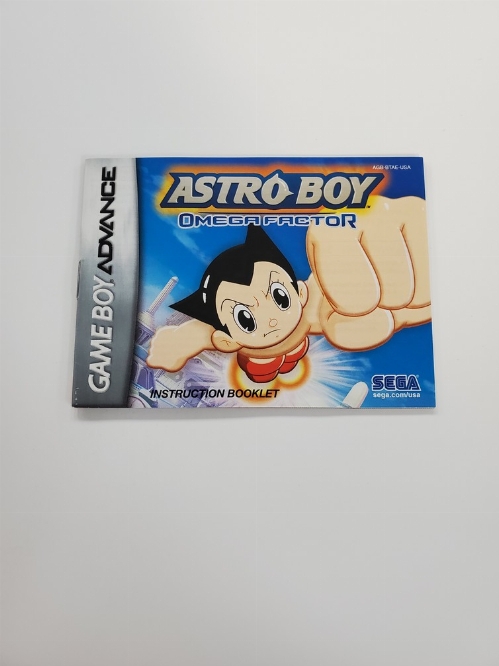 GAME BOY ADVANCE
AGB-BTAE-USA
ASTRO BOY
OMEGA FACTOR
INSTRUCTION BOOKLET
SEGA
sega.com/usa